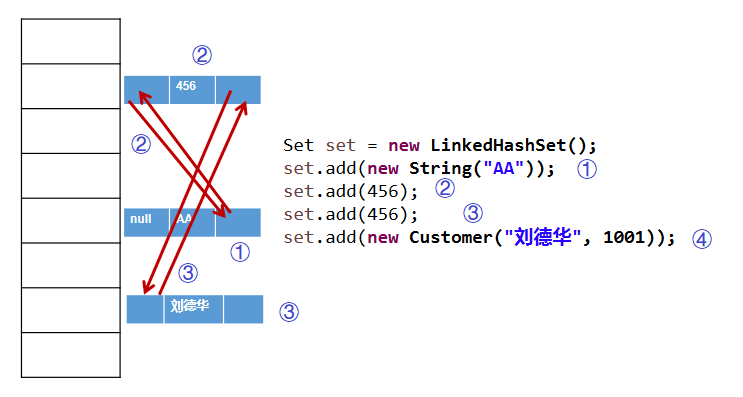 ②
456
②
null AA
①
③
刘德华
③
Set set = new LinkedHashSet();
set.add(new String("AA")); ①
set.add(456); ②
set.add(456); ③
set.add(new Customer("刘德华", 1001)); ④